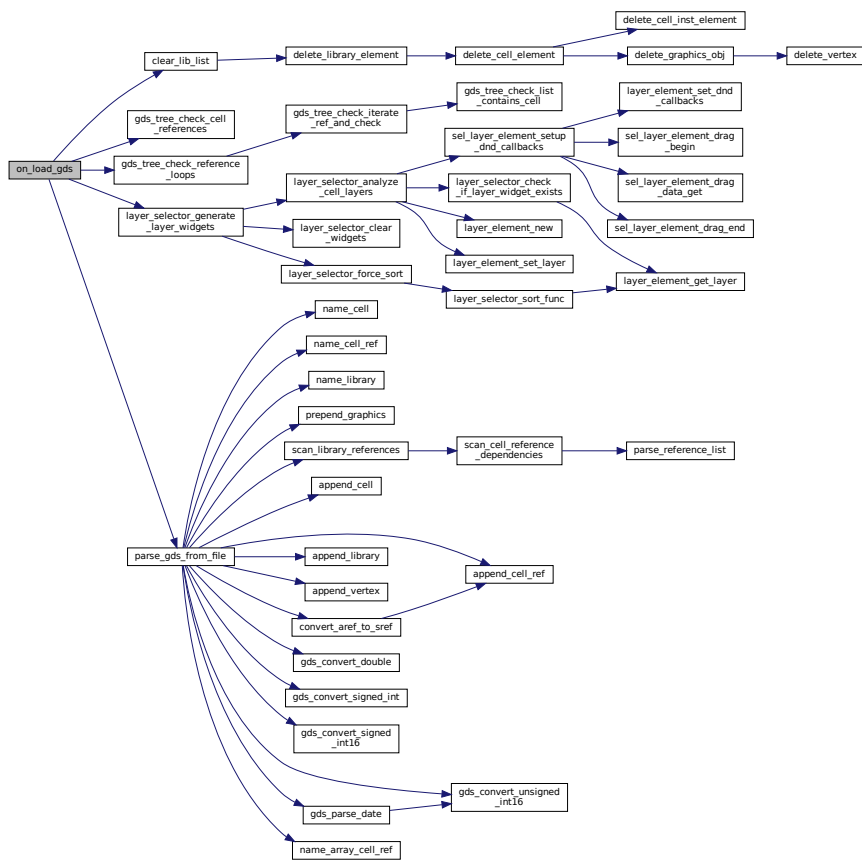 on_load_gds
clear_lib_list
delete_library_element
delete_cell_element
delete_cell_inst_element
delete_graphics_obj
delete_vertex
gds_tree_check_cell
_references
gds_tree_check_reference
_loops
gds_tree_check_iterate
_ref_and_check
gds_tree_check_list
_contains_cell
layer_selector_generate
_layer_widgets
layer_selector_analyze
_cell_layers
sel_layer_element_setup
_dnd_callbacks
layer_element_set_dnd
_callbacks
sel_layer_element_drag
_begin
sel_layer_element_drag
_data_get
sel_layer_element_drag_end
layer_selector_check
_if_layer_widget_exists
layer_element_new
layer_element_set_layer
layer_element_get_layer
layer_selector_clear
_widgets
layer_selector_force_sort
layer_selector_sort_func
parse_gds_from_file
name_cell
name_cell_ref
name_library
prepend_graphics
scan_library_references
scan_cell_reference
_dependencies
parse_reference_list
append_cell
append_library
append_vertex
append_cell_ref
convert_aref_to_sref
gds_convert_double
gds_convert_signed_int
gds_convert_signed
_int16
gds_convert_unsigned
_int16
gds_parse_date
name_array_cell_ref